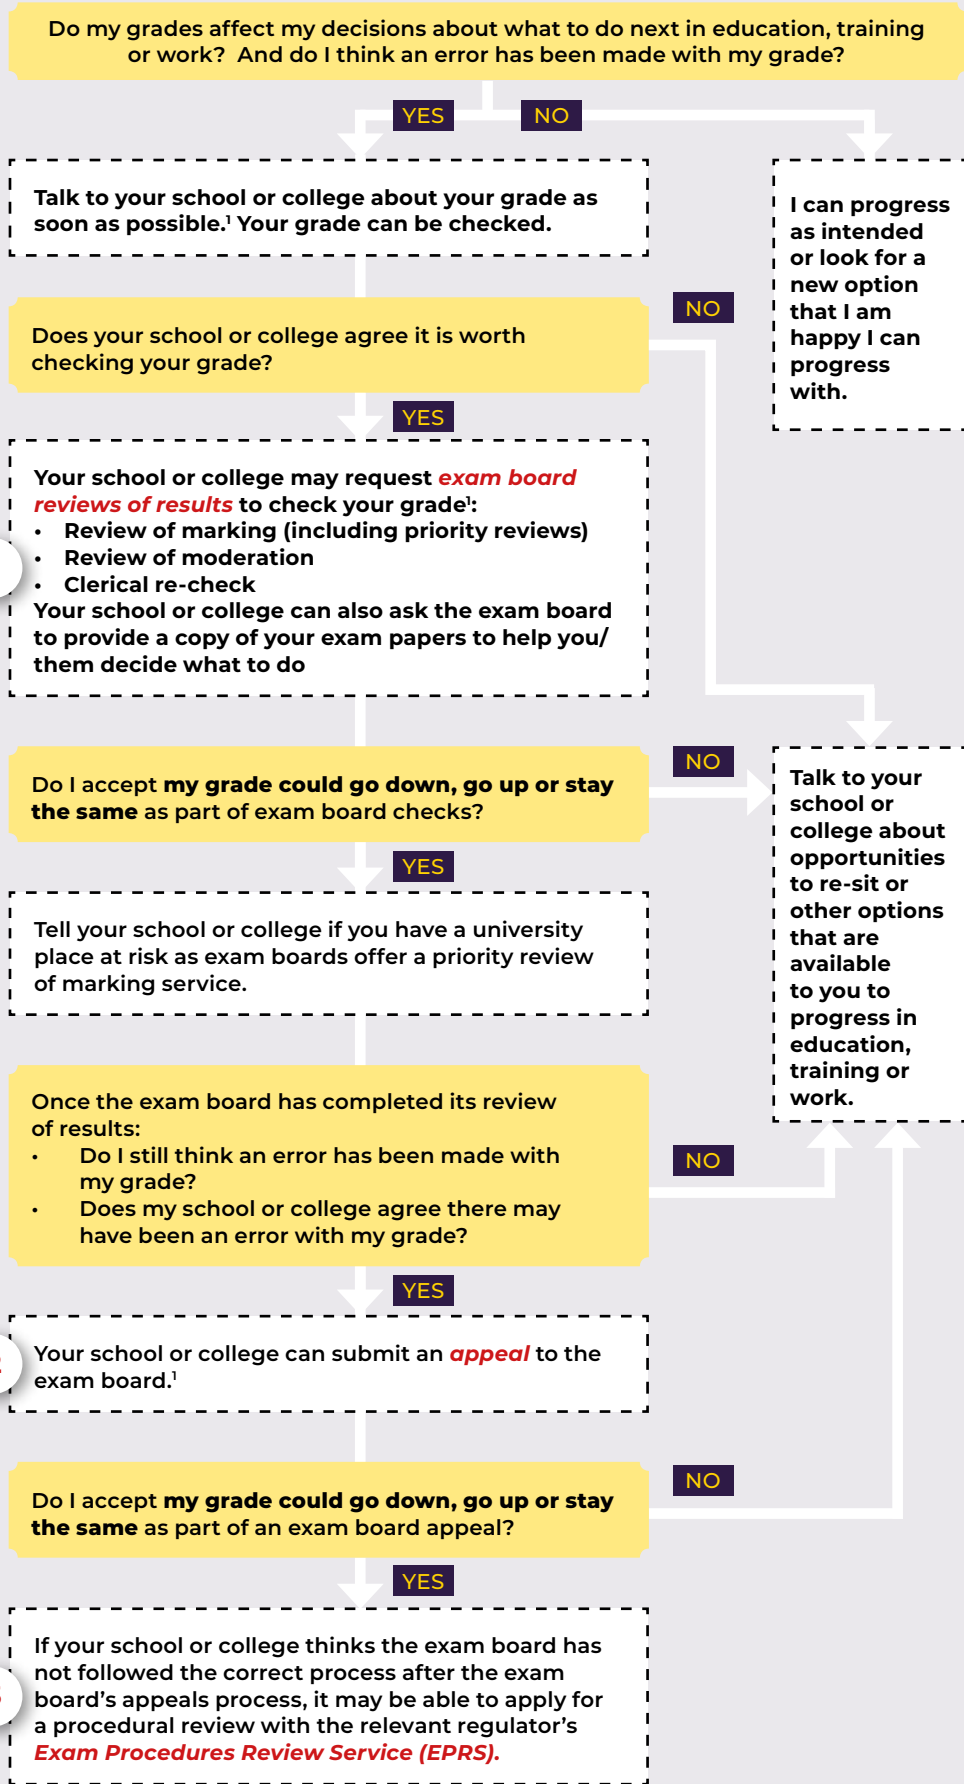 Do my grades affect my decisions about what to do next in education, training
or work? And do I think an error has been made with my grade?
YES
NO
Talk to your school or college about your grade as
soon as possible.¹ Your grade can be checked.
I can progress
as intended
or look for a
new option
that I am
happy I can
progress
with.
Does your school or college agree it is worth
checking your grade?
NO
YES
Your school or college may request exam board
reviews of results to check your grade¹:
• Review of marking (including priority reviews)
• Review of moderation
• Clerical re-check
Your school or college can also ask the exam board
to provide a copy of your exam papers to help you/
them decide what to do
Do I accept my grade could go down, go up or stay
the same as part of exam board checks?
NO
YES
Talk to your
school or
college about
opportunities
to re-sit or
other options
that are
available
to you to
progress in
education,
training or
work.
Tell your school or college if you have a university
place at risk as exam boards offer a priority review
of marking service.
Once the exam board has completed its review
of results:
• Do I still think an error has been made with
my grade?
• Does my school or college agree there may
have been an error with my grade?
NO
YES
Your school or college can submit an appeal to the
exam board.¹
Do I accept my grade could go down, go up or stay
the same as part of an exam board appeal?
NO
YES
If your school or college thinks the exam board has
not followed the correct process after the exam
board's appeals process, it may be able to apply for
a procedural review with the relevant regulator's
Exam Procedures Review Service (EPRS).